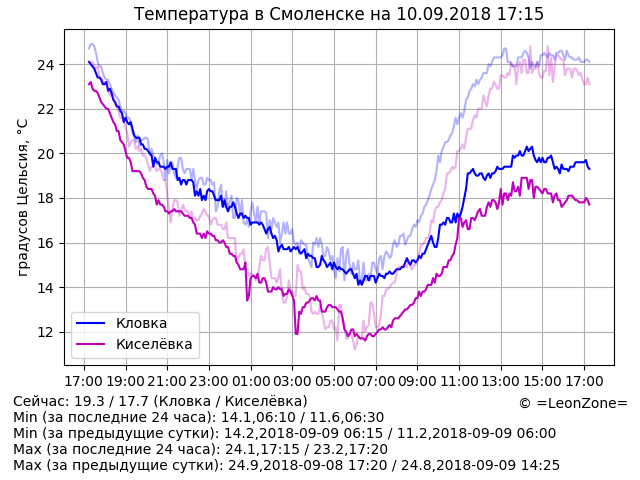 Температура в Смоленске на 10.09.2018 17:15
градусов Цельсия, °C
24
22
20
18
16
14
12
Кловка
Киселёвка
17:00 19:00 21:00 23:00 01:00 03:00 05:00 07:00 09:00 11:00 13:00 15:00 17:00
Сейчас: 19.3 / 17.7 (Кловка / Киселёвка)
© =LeonZone=
Min (за последние 24 часа): 14.1,06:10 / 11.6,06:30
Min (за предыдущие сутки): 14.2,2018-09-09 06:15 / 11.2,2018-09-09 06:00
Max (за последние 24 часа): 24.1,17:15 / 23.2,17:20
Max (за предыдущие сутки): 24.9,2018-09-08 17:20 / 24.8,2018-09-09 14:25